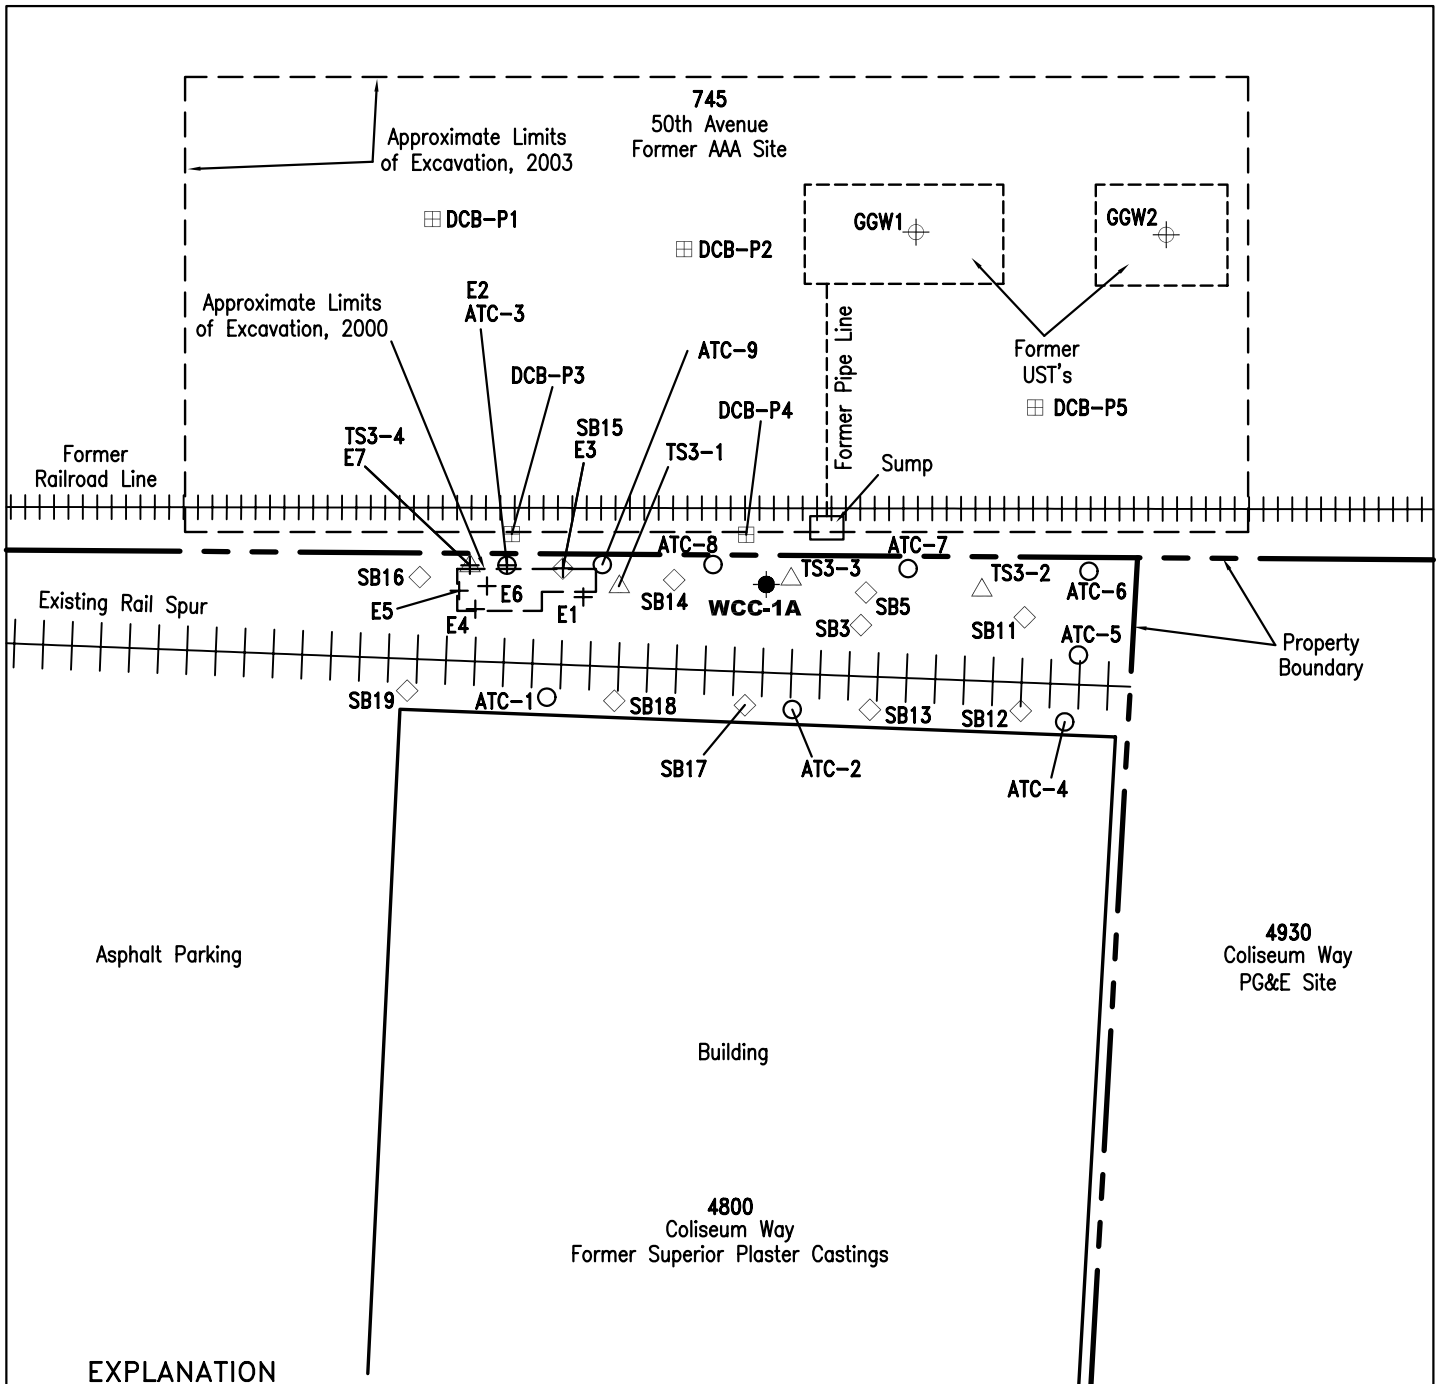 745
50th Avenue
Former AAA Site
Approximate Limits
of Excavation, 2003
DCB-P1
DCB-P2
GGW1
GGW2
E2
ATC-3
Approximate Limits
of Excavation, 2000
ATC-9
Former Pipe Line
Former
UST's
DCB-P3
DCB-P4
DCB-P5
SB15
E3
TS3-4
E7
TS3-1
Former
Railroad Line
Sump
ATC-8
ATC-7
SB16
TS3-3
TS3-2
ATC-6
E6
E5
E4
E1
SB14
WCC-1A
SB5
SB3
SB11
ATC-5
Existing Rail Spur
Property
Boundary
SB19
ATC-1
SB18
SB13
SB12
SB17
ATC-2
ATC-4
Asphalt Parking
4930
Coliseum Way
PG&E Site
Building
4800
Coliseum Way
Former Superior Plaster Castings
EXPLANATION